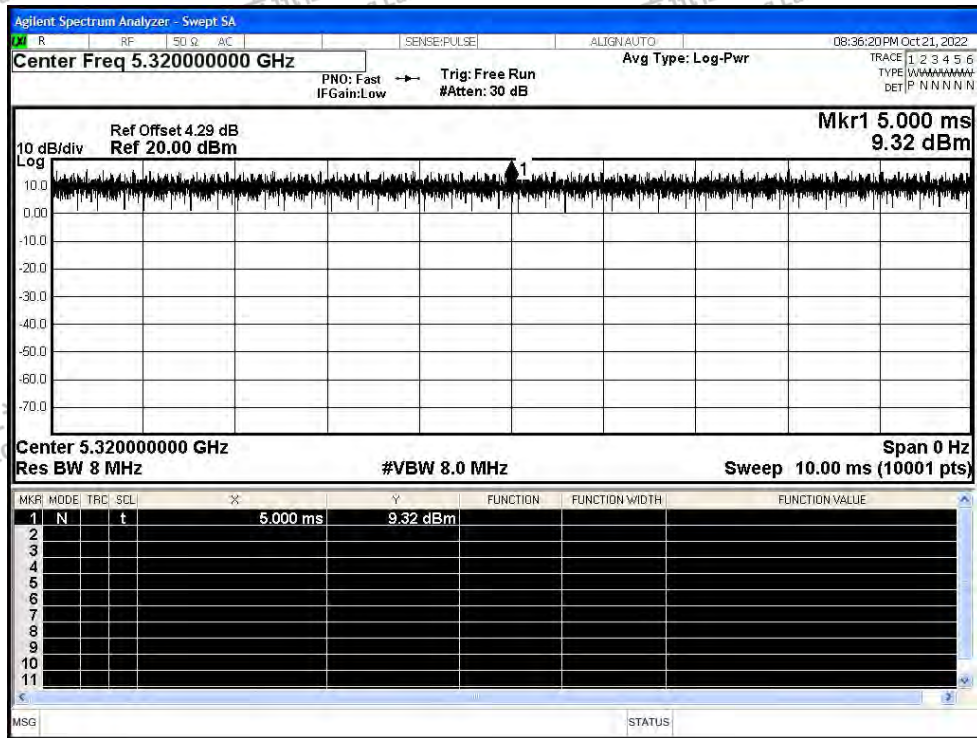 Agilent Spectrum Analyzer - Swept SA
LXI R RF 50 Ω AC SENSE:PULSE ALIGN AUTO 08:36:20 PM Oct 21, 2022
Center Freq 5.320000000 GHz
PNO: Fast
IFGain:Low
Trig: Free Run
#Atten: 30 dB
Avg Type: Log-Pwr
TRACE 1 2 3 4 5 6
TYPE WWWWWW
DET P N N N N N
Mkr1 5.000 ms
9.32 dBm
Ref Offset 4.29 dB
10 dB/div Ref 20.00 dBm
Log
1
10.0
0.00
-10.0
-20.0
-30.0
-40.0
-50.0
-60.0
-70.0
Center 5.320000000 GHz Span 0 Hz
Res BW 8 MHz #VBW 8.0 MHz Sweep 10.00 ms (10001 pts)
MKR MODE TRC SCL X Y FUNCTION FUNCTION WIDTH FUNCTION VALUE
1 N t 5.000 ms 9.32 dBm
2
3
4
5
6
7
8
9
10
11
MSG STATUS